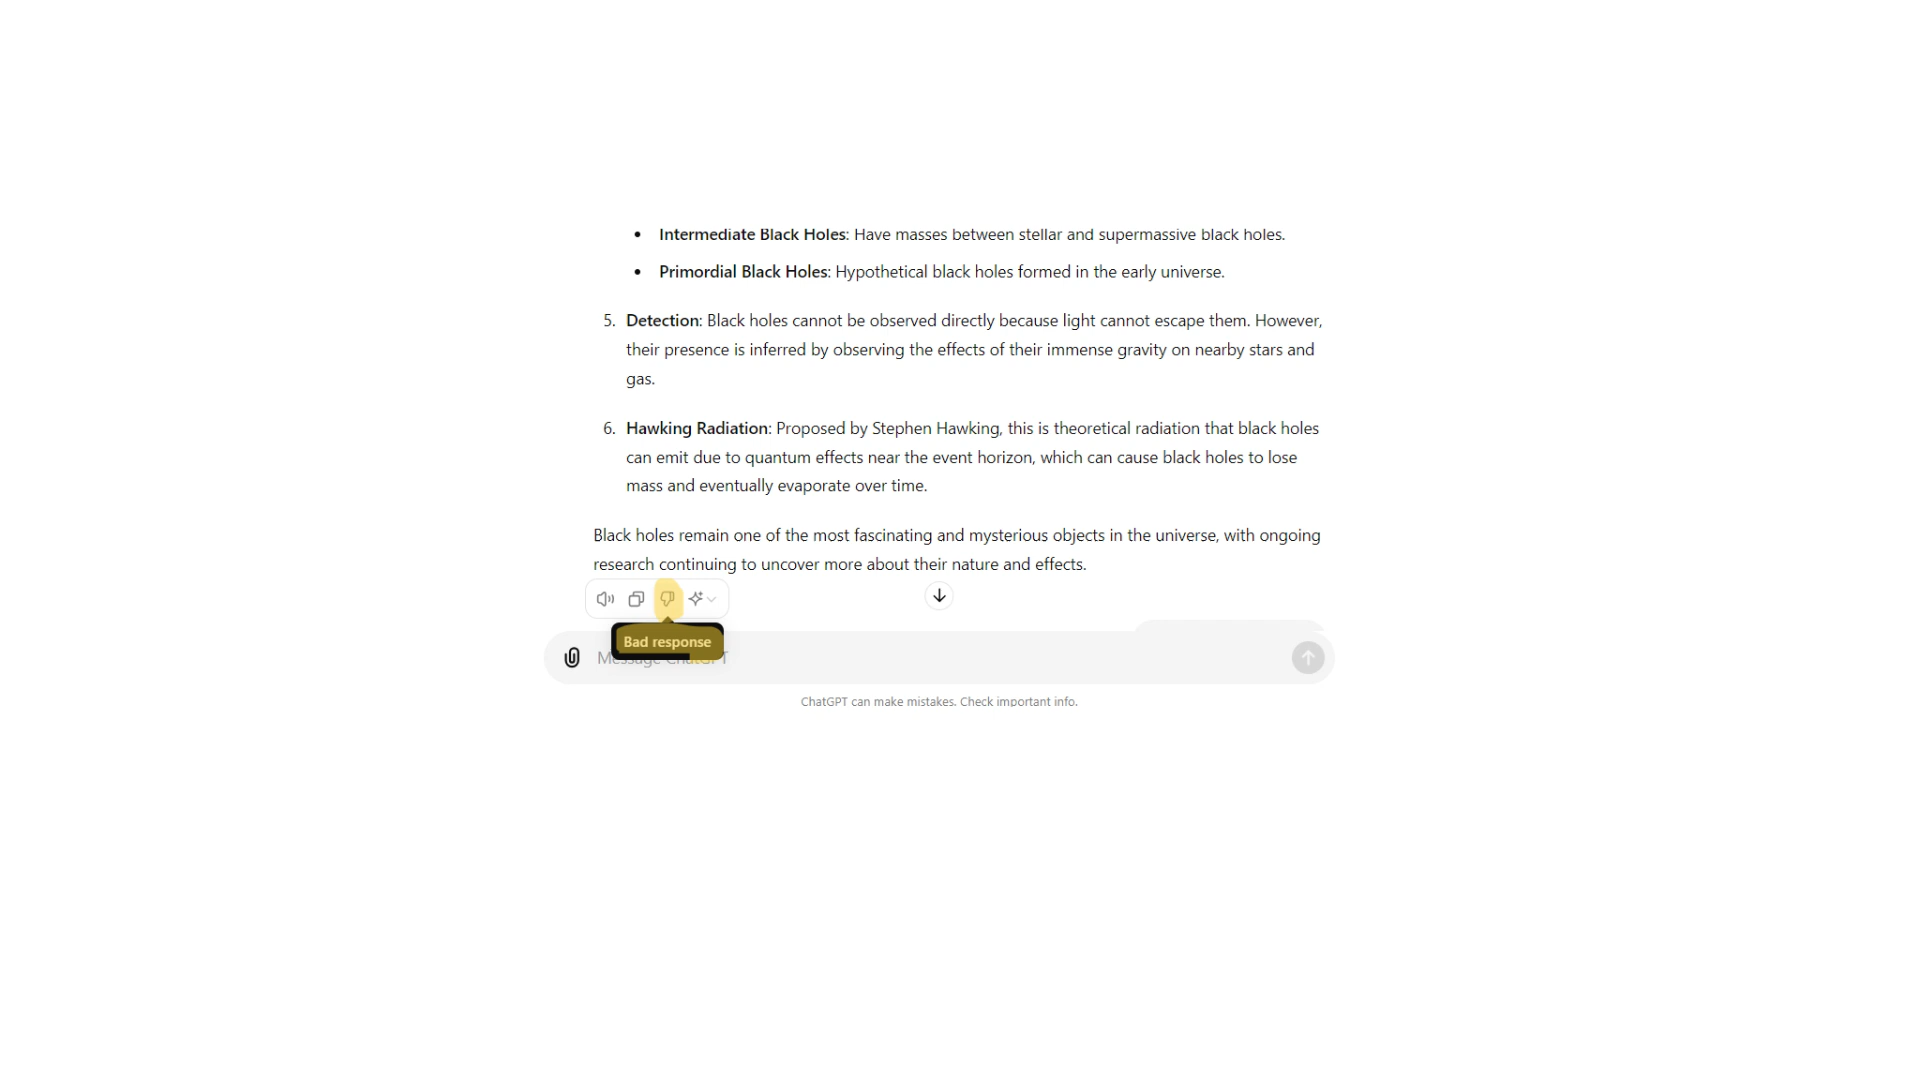 • Intermediate Black Holes: Have masses between stellar and supermassive black holes.
• Primordial Black Holes: Hypothetical black holes formed in the early universe.
5. Detection: Black holes cannot be observed directly because light cannot escape them. However,
their presence is inferred by observing the effects of their immense gravity on nearby stars and
gas.
6. Hawking Radiation: Proposed by Stephen Hawking, this is theoretical radiation that black holes
can emit due to quantum effects near the event horizon, which can cause black holes to lose
mass and eventually evaporate over time.
Black holes remain one of the most fascinating and mysterious objects in the universe, with ongoing
research continuing to uncover more about their nature and effects.
Bad response
Message ChatGPT
ChatGPT can make mistakes. Check important info.